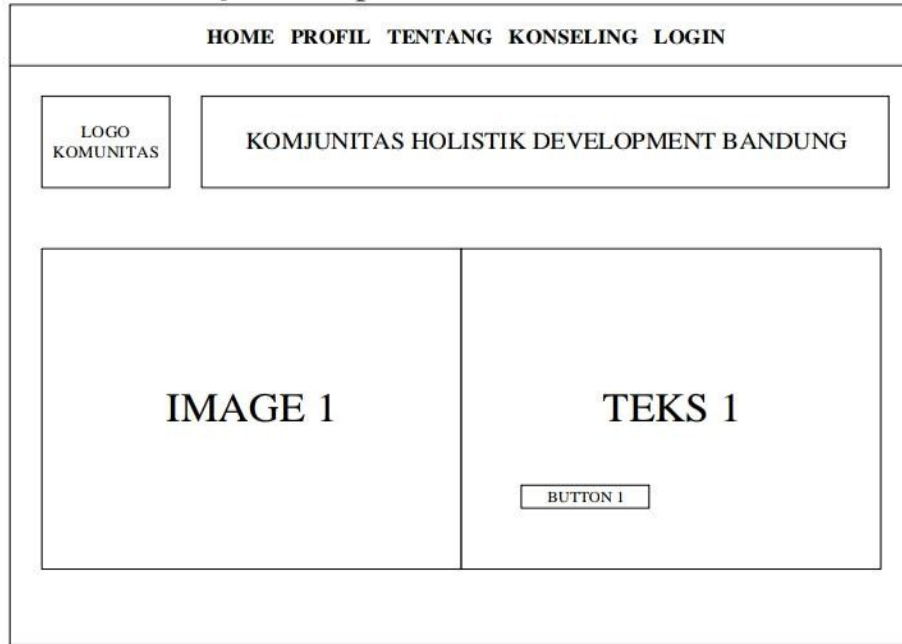 HOME PROFIL TENTANG KONSELING LOGIN
LOGO
KOMUNITAS
KOMJUNITAS HOLISTIK DEVELOPMENT BANDUNG
IMAGE 1
TEKS 1
BUTTON 1